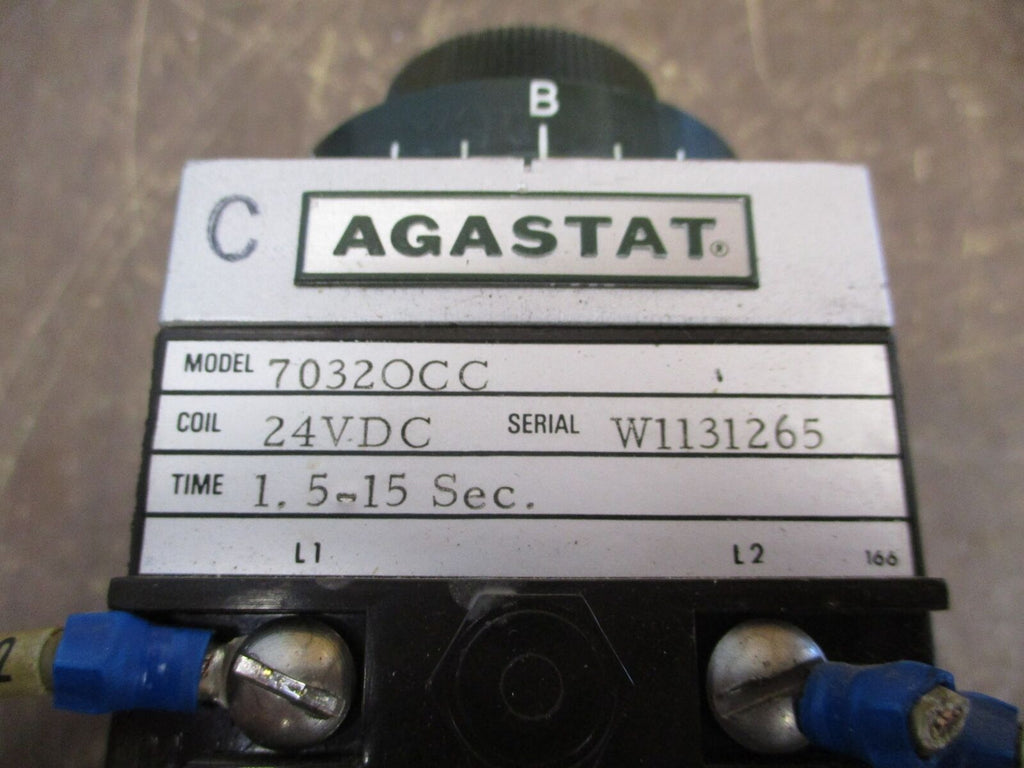 B
C AGASTAT®
MODEL 7032OCC
COIL 24VDC SERIAL W1131265
TIME 1.5-15 Sec.
L1 L2 166